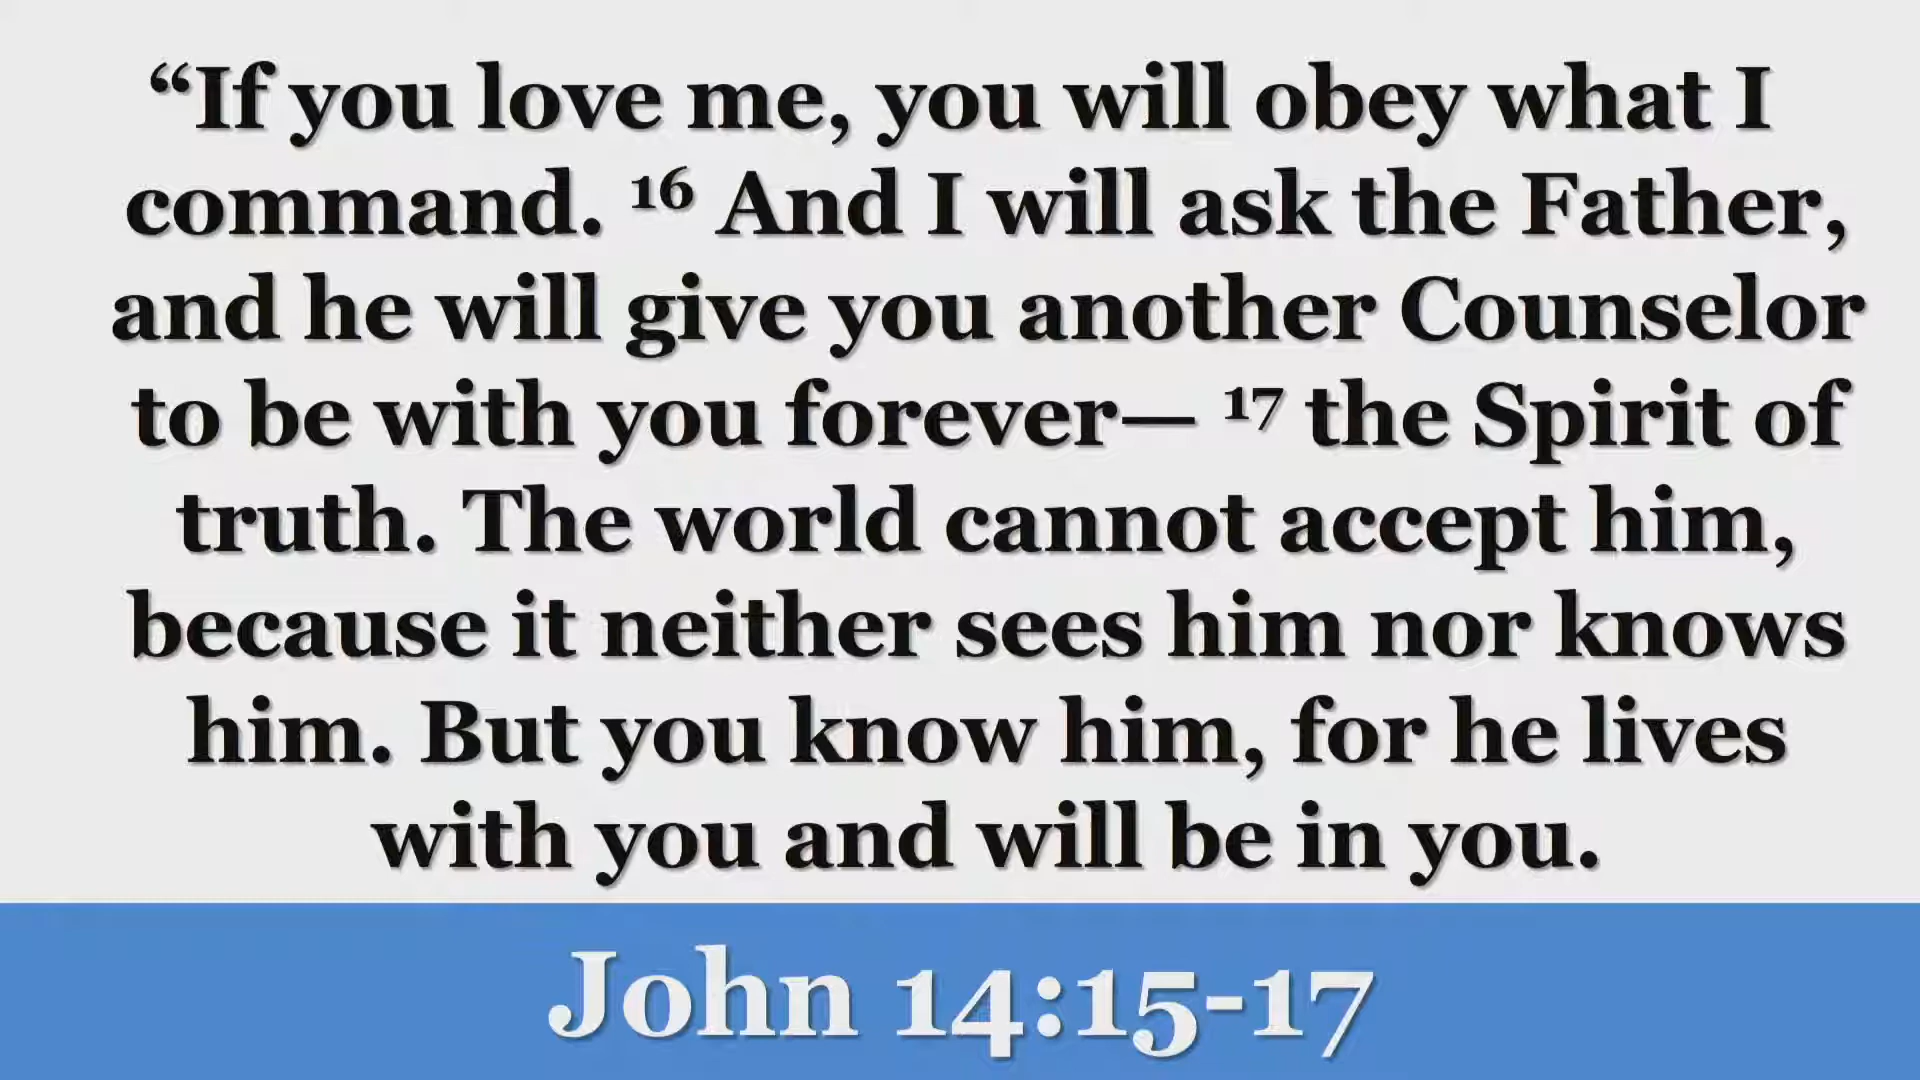 “If you love me, you will obey what I
command. ¹⁶ And I will ask the Father,
and he will give you another Counselor
to be with you forever— ¹⁷ the Spirit of
truth. The world cannot accept him,
because it neither sees him nor knows
him. But you know him, for he lives
with you and will be in you.
John 14:15-17